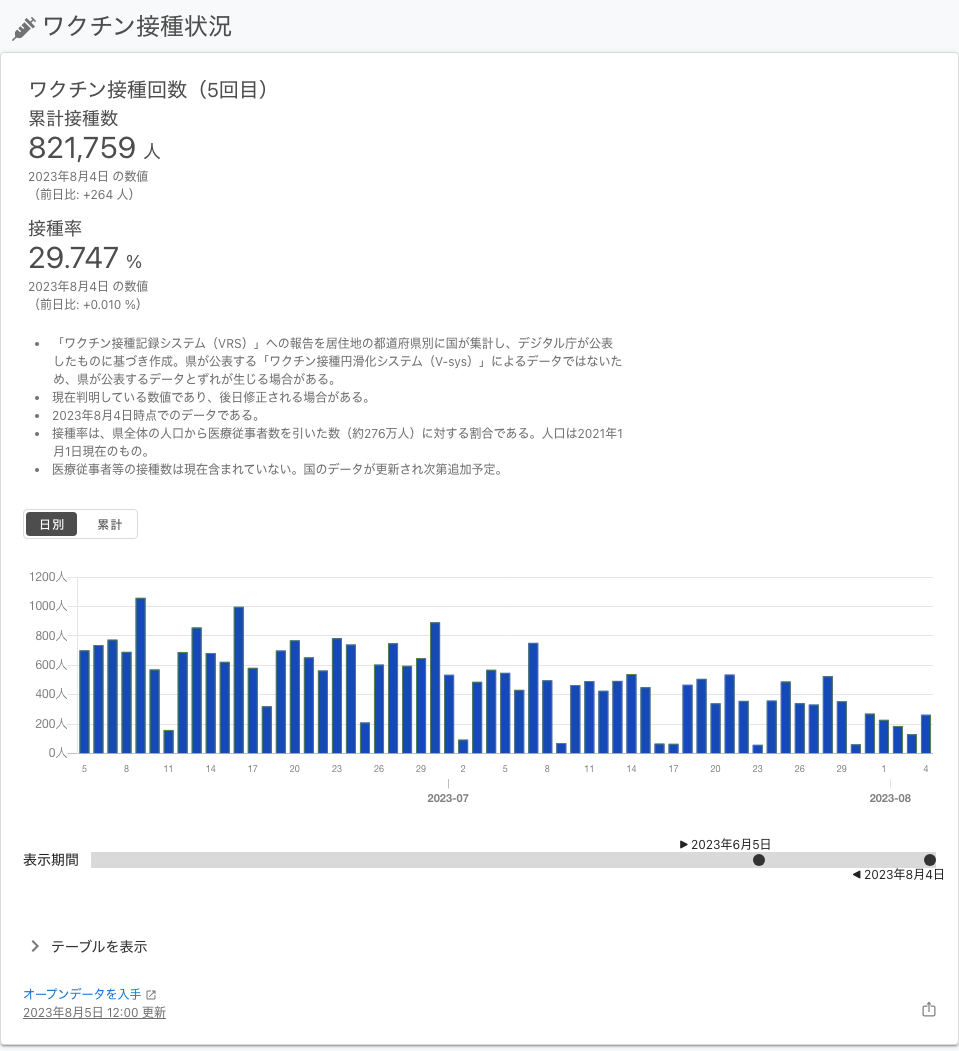 ワクチン接種状況
ワクチン接種回数（5回目）
累計接種数
821,759 人
2023年8月4日 の数値
（前日比: +264 人）
接種率
29.747 %
2023年8月4日 の数値
（前日比: +0.010 %）
• 「ワクチン接種記録システム（VRS）」への報告を居住地の都道府県別に国が集計し、デジタル庁が公表
したものに基づき作成。県が公表する「ワクチン接種円滑化システム（V-sys）」によるデータではないた
め、県が公表するデータとずれが生じる場合がある。
• 現在判明している数値であり、後日修正される場合がある。
• 2023年8月4日時点でのデータである。
• 接種率は、県全体の人口から医療従事者数を引いた数（約276万人）に対する割合である。人口は2021年1
月1日現在のもの。
• 医療従事者等の接種数は現在含まれていない。国のデータが更新され次第追加予定。
日別 累計
1200人
1000人
800人
600人
400人
200人
0人
5 8 11 14 17 20 23 26 29 2 5 8 11 14 17 20 23 26 29 1 4
2023-07 2023-08
▶ 2023年6月5日
表示期間
◀ 2023年8月4日
テーブルを表示
オープンデータを入手
2023年8月5日 12:00 更新